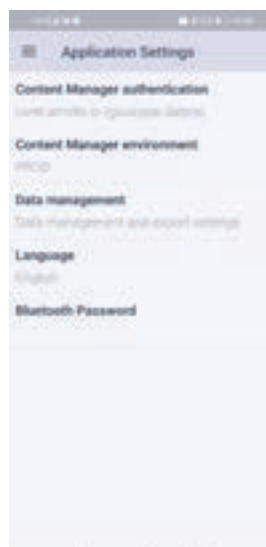 Application Settings
Content Manager authentication
Content Manager environment
PROD
Data management
Data management and export settings
Language
English
Bluetooth Password